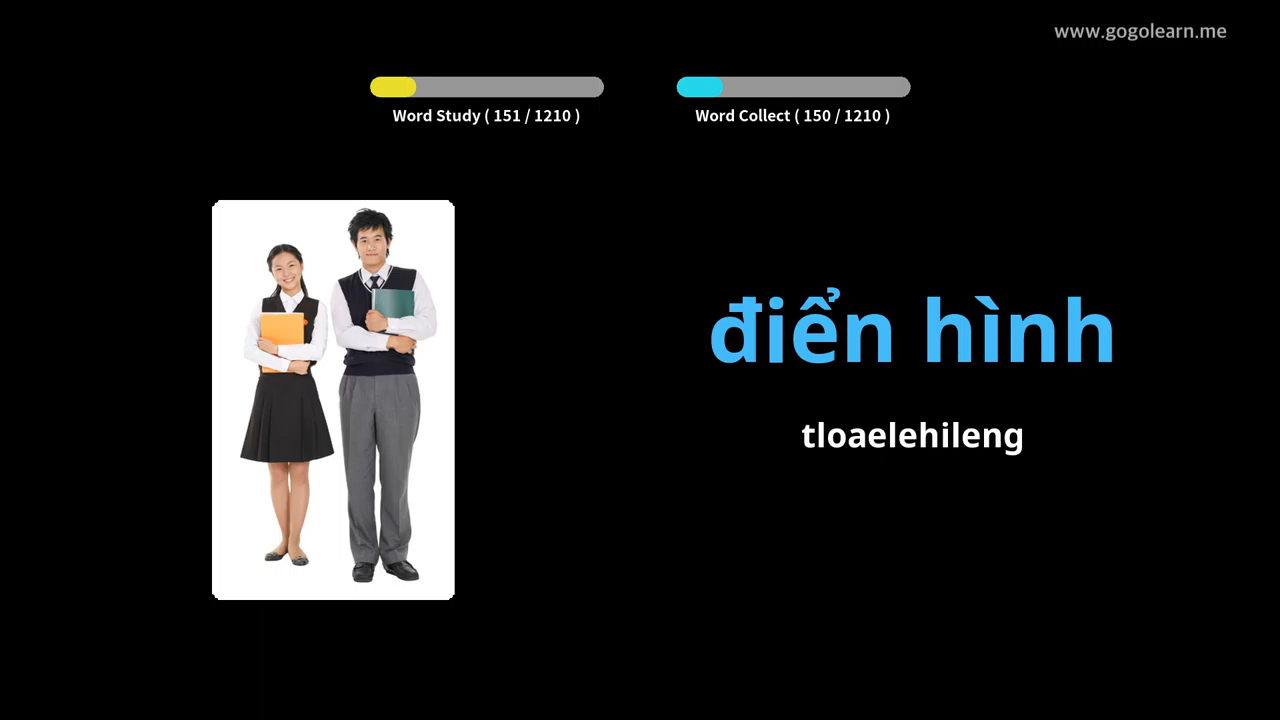 www.gogolearn.me
Word Study ( 151 / 1210 )
Word Collect ( 150 / 1210 )
điển hình
tloaelehileng